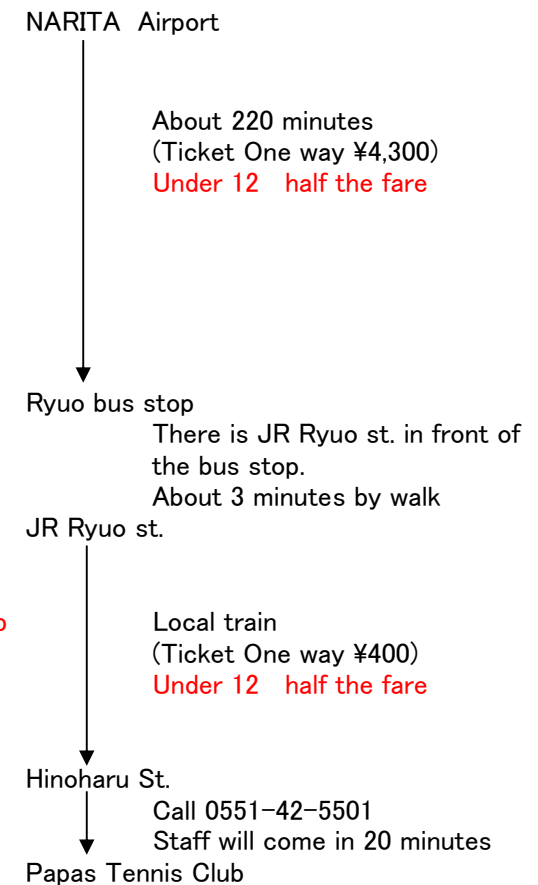 NARITA Airport
About 220 minutes
(Ticket One way ¥4,300)
Under 12 half the fare
Ryuo bus stop
There is JR Ryuo st. in front of
the bus stop.
About 3 minutes by walk
JR Ryuo st.
Local train
(Ticket One way ¥400)
Under 12 half the fare
Hinoharu St.
Call 0551-42-5501
Staff will come in 20 minutes
Papas Tennis Club